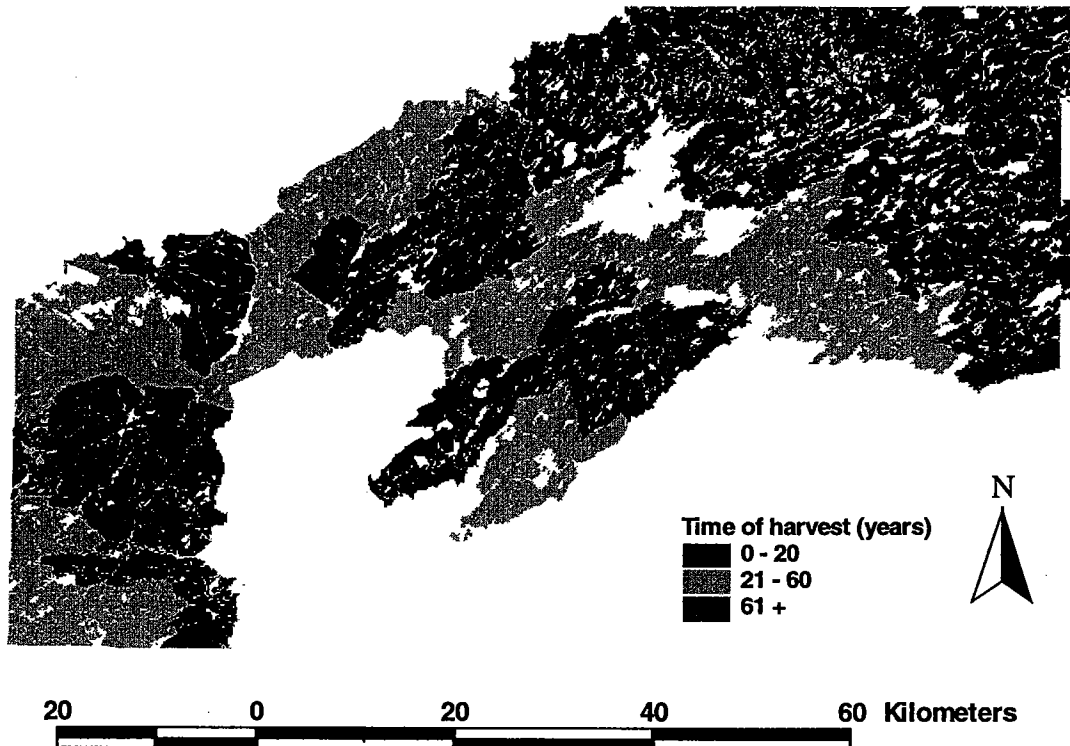 N
Time of harvest (years)
0 - 20
21 - 60
61 +
20 0 20 40 60 Kilometers